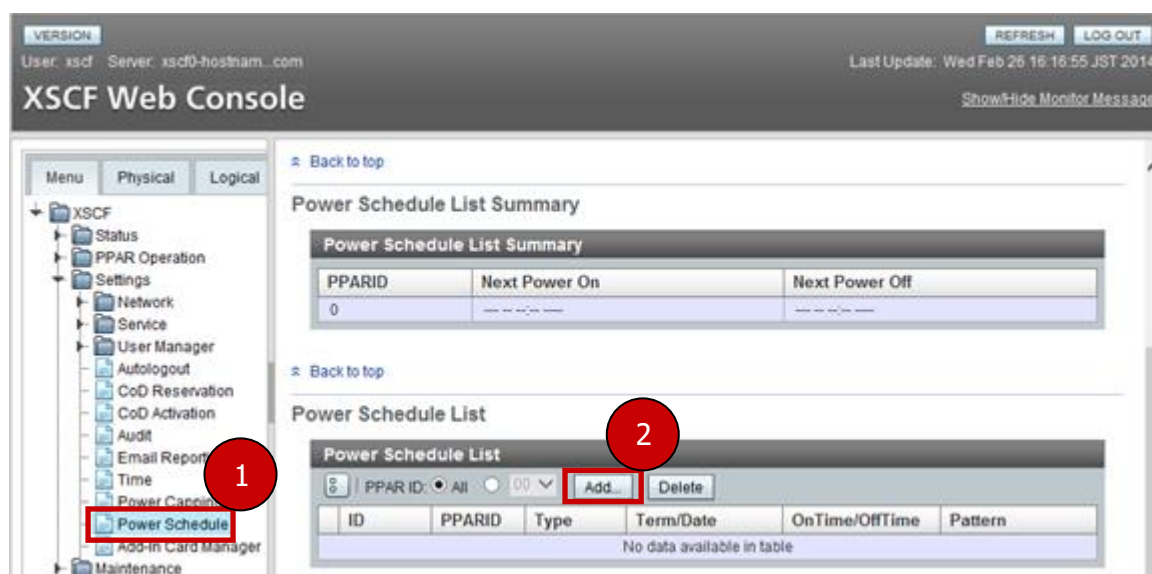 VERSION
REFRESH LOG OUT
User: xscf Server: xscf0-hostnam...com
Last Update: Wed Feb 26 16:16:55 JST 2014
XSCF Web Console
Show/Hide Monitor Message
Menu Physical Logical
XSCF
Status
PPAR Operation
Settings
Network
Service
User Manager
Autologout
CoD Reservation
CoD Activation
Audit
Email Reporti
Time
Power Capping
Power Schedule
Add-In Card Manager
Maintenance
1
Back to top
Power Schedule List Summary
Power Schedule List Summary
PPARID Next Power On Next Power Off
0 --- -- --:-- ---- --- -- --:-- ----
Back to top
Power Schedule List
2
Power Schedule List
PPAR ID: All 00 Add... Delete
ID PPARID Type Term/Date OnTime/OffTime Pattern
No data available in table